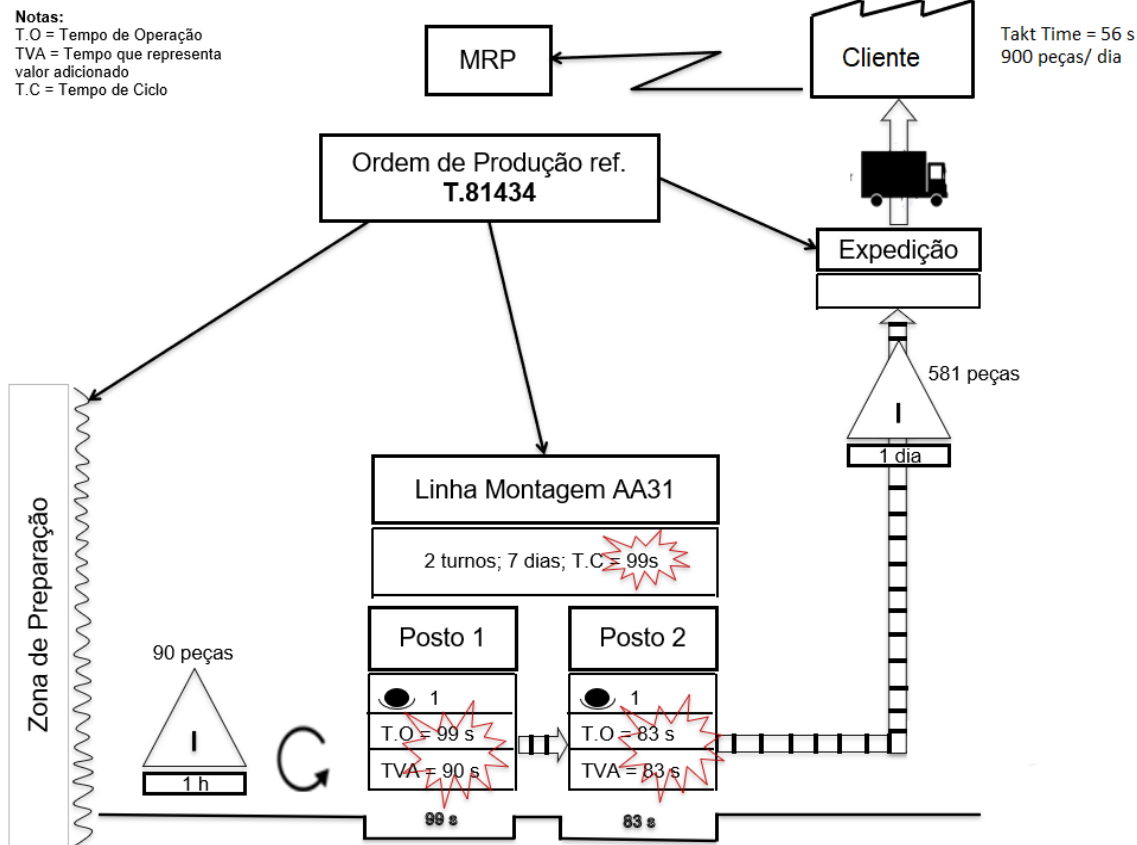 Notas:
T.O = Tempo de Operação
TVA = Tempo que representa
valor adicionado
T.C = Tempo de Ciclo
MRP
Cliente
Takt Time = 56 s
900 peças/ dia
Ordem de Produção ref.
T.81434
Expedição
581 peças
I
1 dia
Linha Montagem AA31
2 turnos; 7 dias; T.C = 99s
Zona de Preparação
90 peças
I
1 h
Posto 1
1
T.O = 99 s
TVA = 90 s
99 s
Posto 2
1
T.O = 83 s
TVA = 83 s
83 s